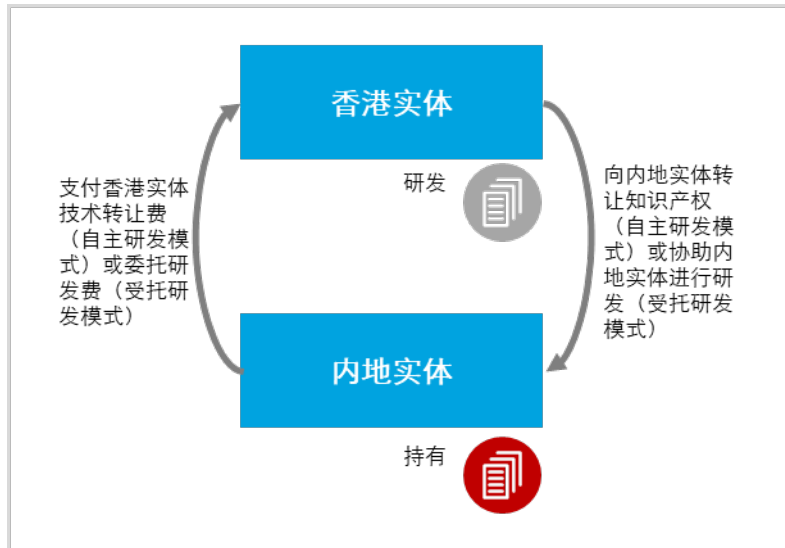 香港实体
研发
支付香港实体
技术转让费
（自主研发模
式）或委托研
发费（受托研
发模式）
向内地实体转
让知识产权
（自主研发模
式）或协助内
地实体进行研
发（受托研发
模式）
内地实体
持有